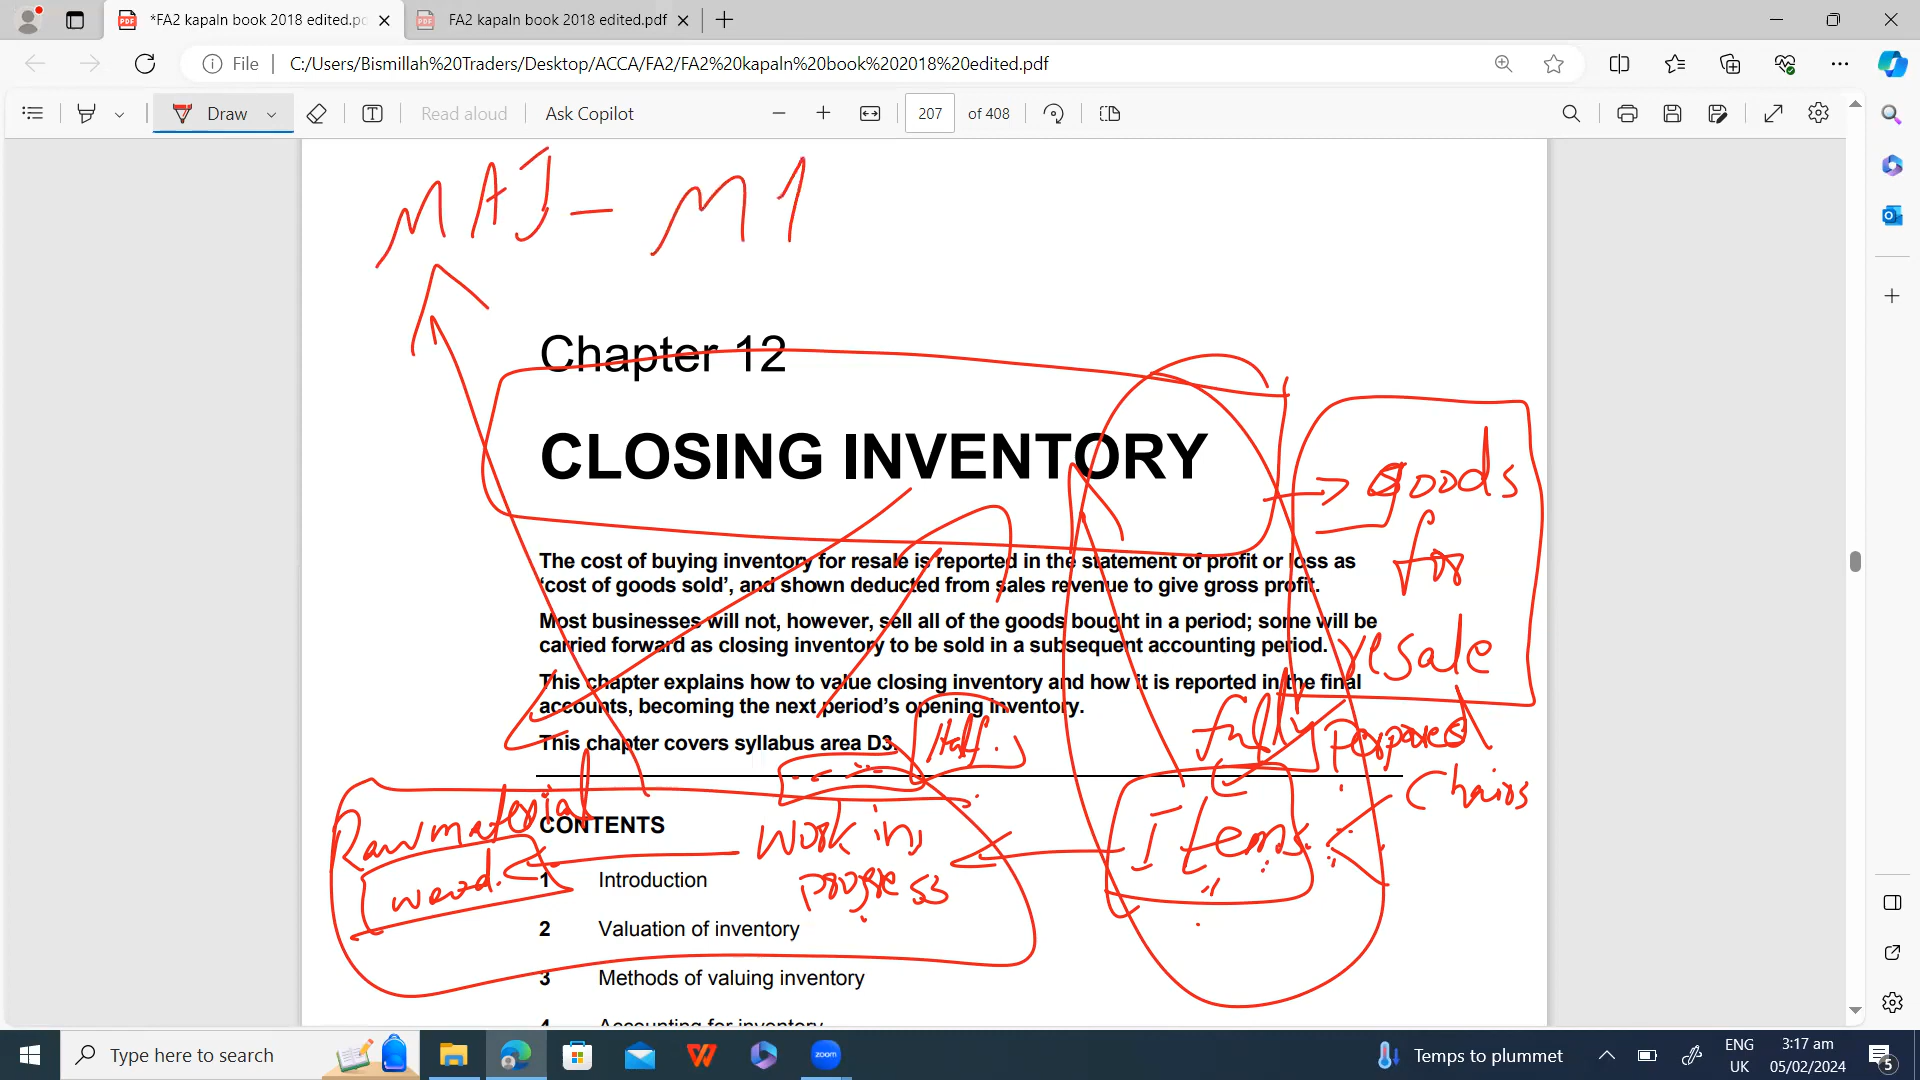 *FA2 kapaln book 2018 edited.pd
FA2 kapaln book 2018 edited.pdf
File
C:/Users/Bismillah%20Traders/Desktop/ACCA/FA2/FA2%20kapaln%20book%202018%20edited.pdf
Draw
Read aloud
Ask Copilot
207 of 408
MAJ - M1
Chapter 12
CLOSING INVENTORY
→ Goods
for
resale
The cost of buying inventory for resale is reported in the statement of profit or loss as
‘cost of goods sold’, and shown deducted from sales revenue to give gross profit.
Most businesses will not, however, sell all of the goods bought in a period; some will be
carried forward as closing inventory to be sold in a subsequent accounting period.
This chapter explains how to value closing inventory and how it is reported in the final
accounts, becoming the next period’s opening inventory.
This chapter covers syllabus area D3.
Half.
fully
Chairs
Items
Raw material
wood.
work in
progress
CONTENTS
1 Introduction
2 Valuation of inventory
3 Methods of valuing inventory
4 Accounting for inventory
Type here to search
zoom
Temps to plummet
ENG
UK
3:17 am
05/02/2024
5